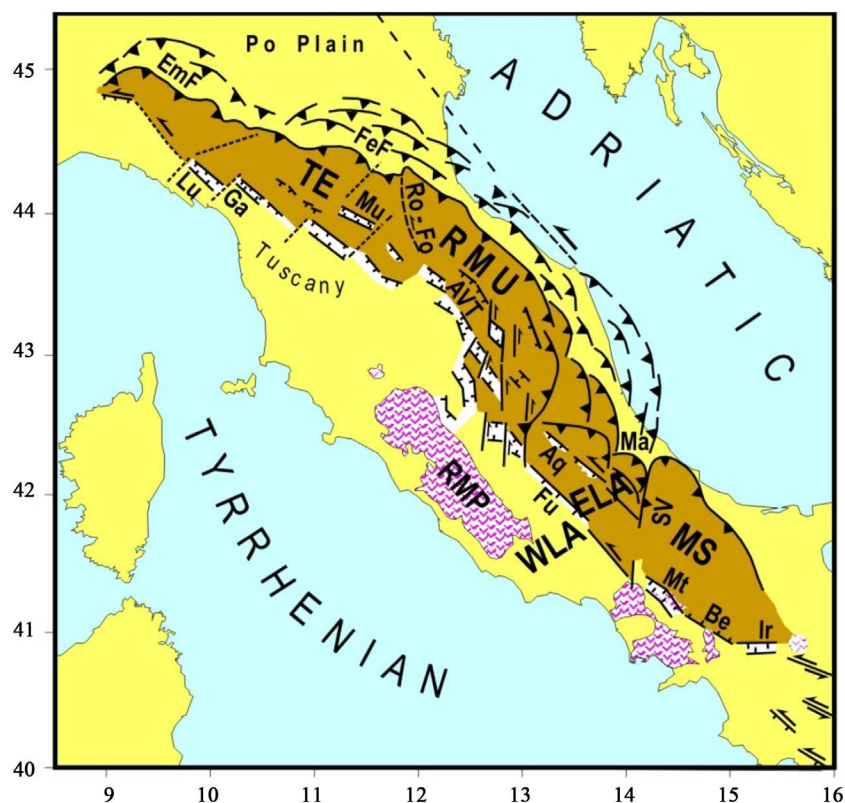 Po Plain
45
EmF
ADRIATIC
FeF
TE
Lu
Ga
Mu
Ro-Fo
44
RMU
Tuscany
AVT
43
TYRRHENIAN
Ma
Aq
42
RMP
Fu
ELA
SV
WLA
MS
Mt
Be
Ir
41
40
9 10 11 12 13 14 15 16